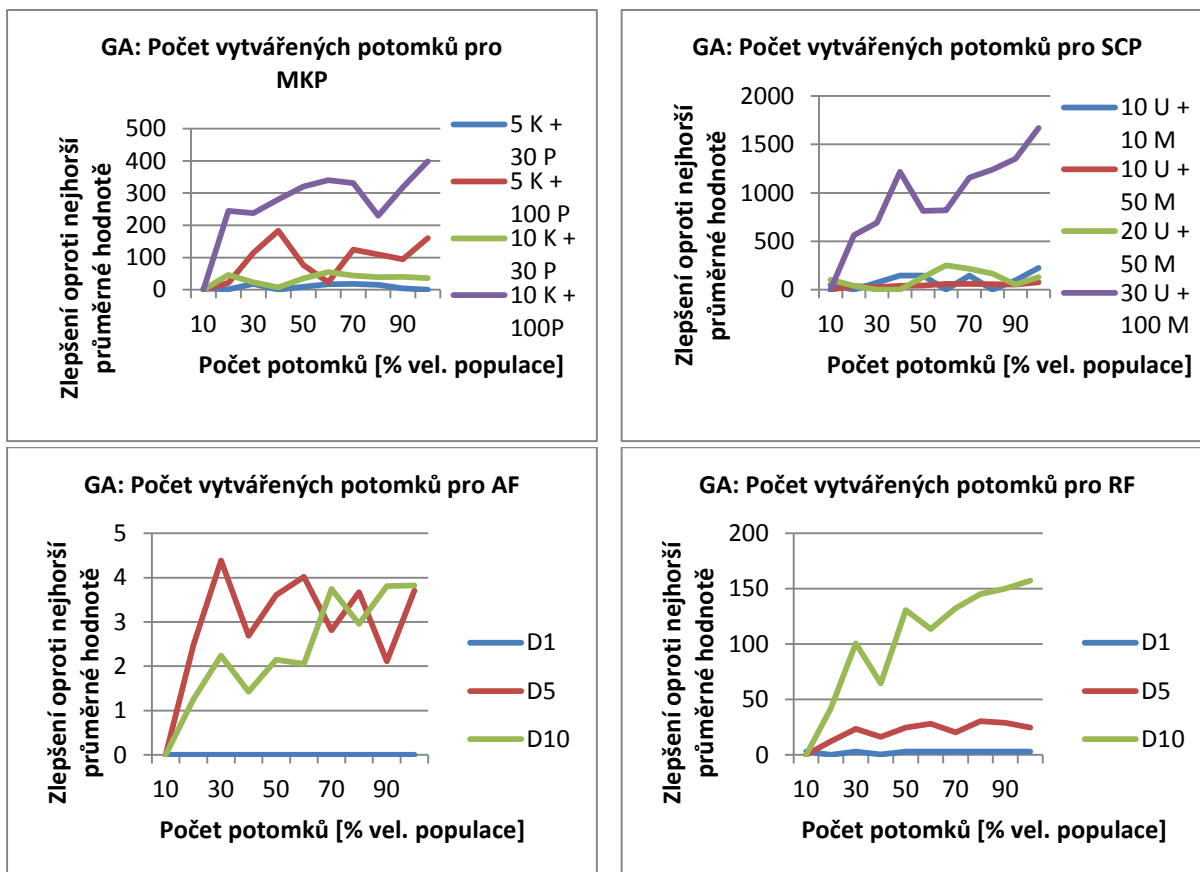 GA: Počet vytvářených potomků pro
MKP
Zlepšení oproti nejhorší
průměrné hodnotě
500
400
300
200
100
0
10 30 50 70 90
Počet potomků [% vel. populace]
5 K +
30 P
5 K +
100 P
10 K +
30 P
10 K +
100P
GA: Počet vytvářených potomků pro SCP
Zlepšení oproti nejhorší
průměrné hodnotě
2000
1500
1000
500
0
10 30 50 70 90
Počet potomků [% vel. populace]
10 U +
10 M
10 U +
50 M
20 U +
50 M
30 U +
100 M
GA: Počet vytvářených potomků pro AF
Zlepšení oproti nejhorší
průměrné hodnotě
5
4
3
2
1
0
10 30 50 70 90
Počet potomků [% vel. populace]
D1
D5
D10
GA: Počet vytvářených potomků pro RF
Zlepšení oproti nejhorší
průměrné hodnotě
200
150
100
50
0
10 30 50 70 90
Počet potomků [% vel. populace]
D1
D5
D10